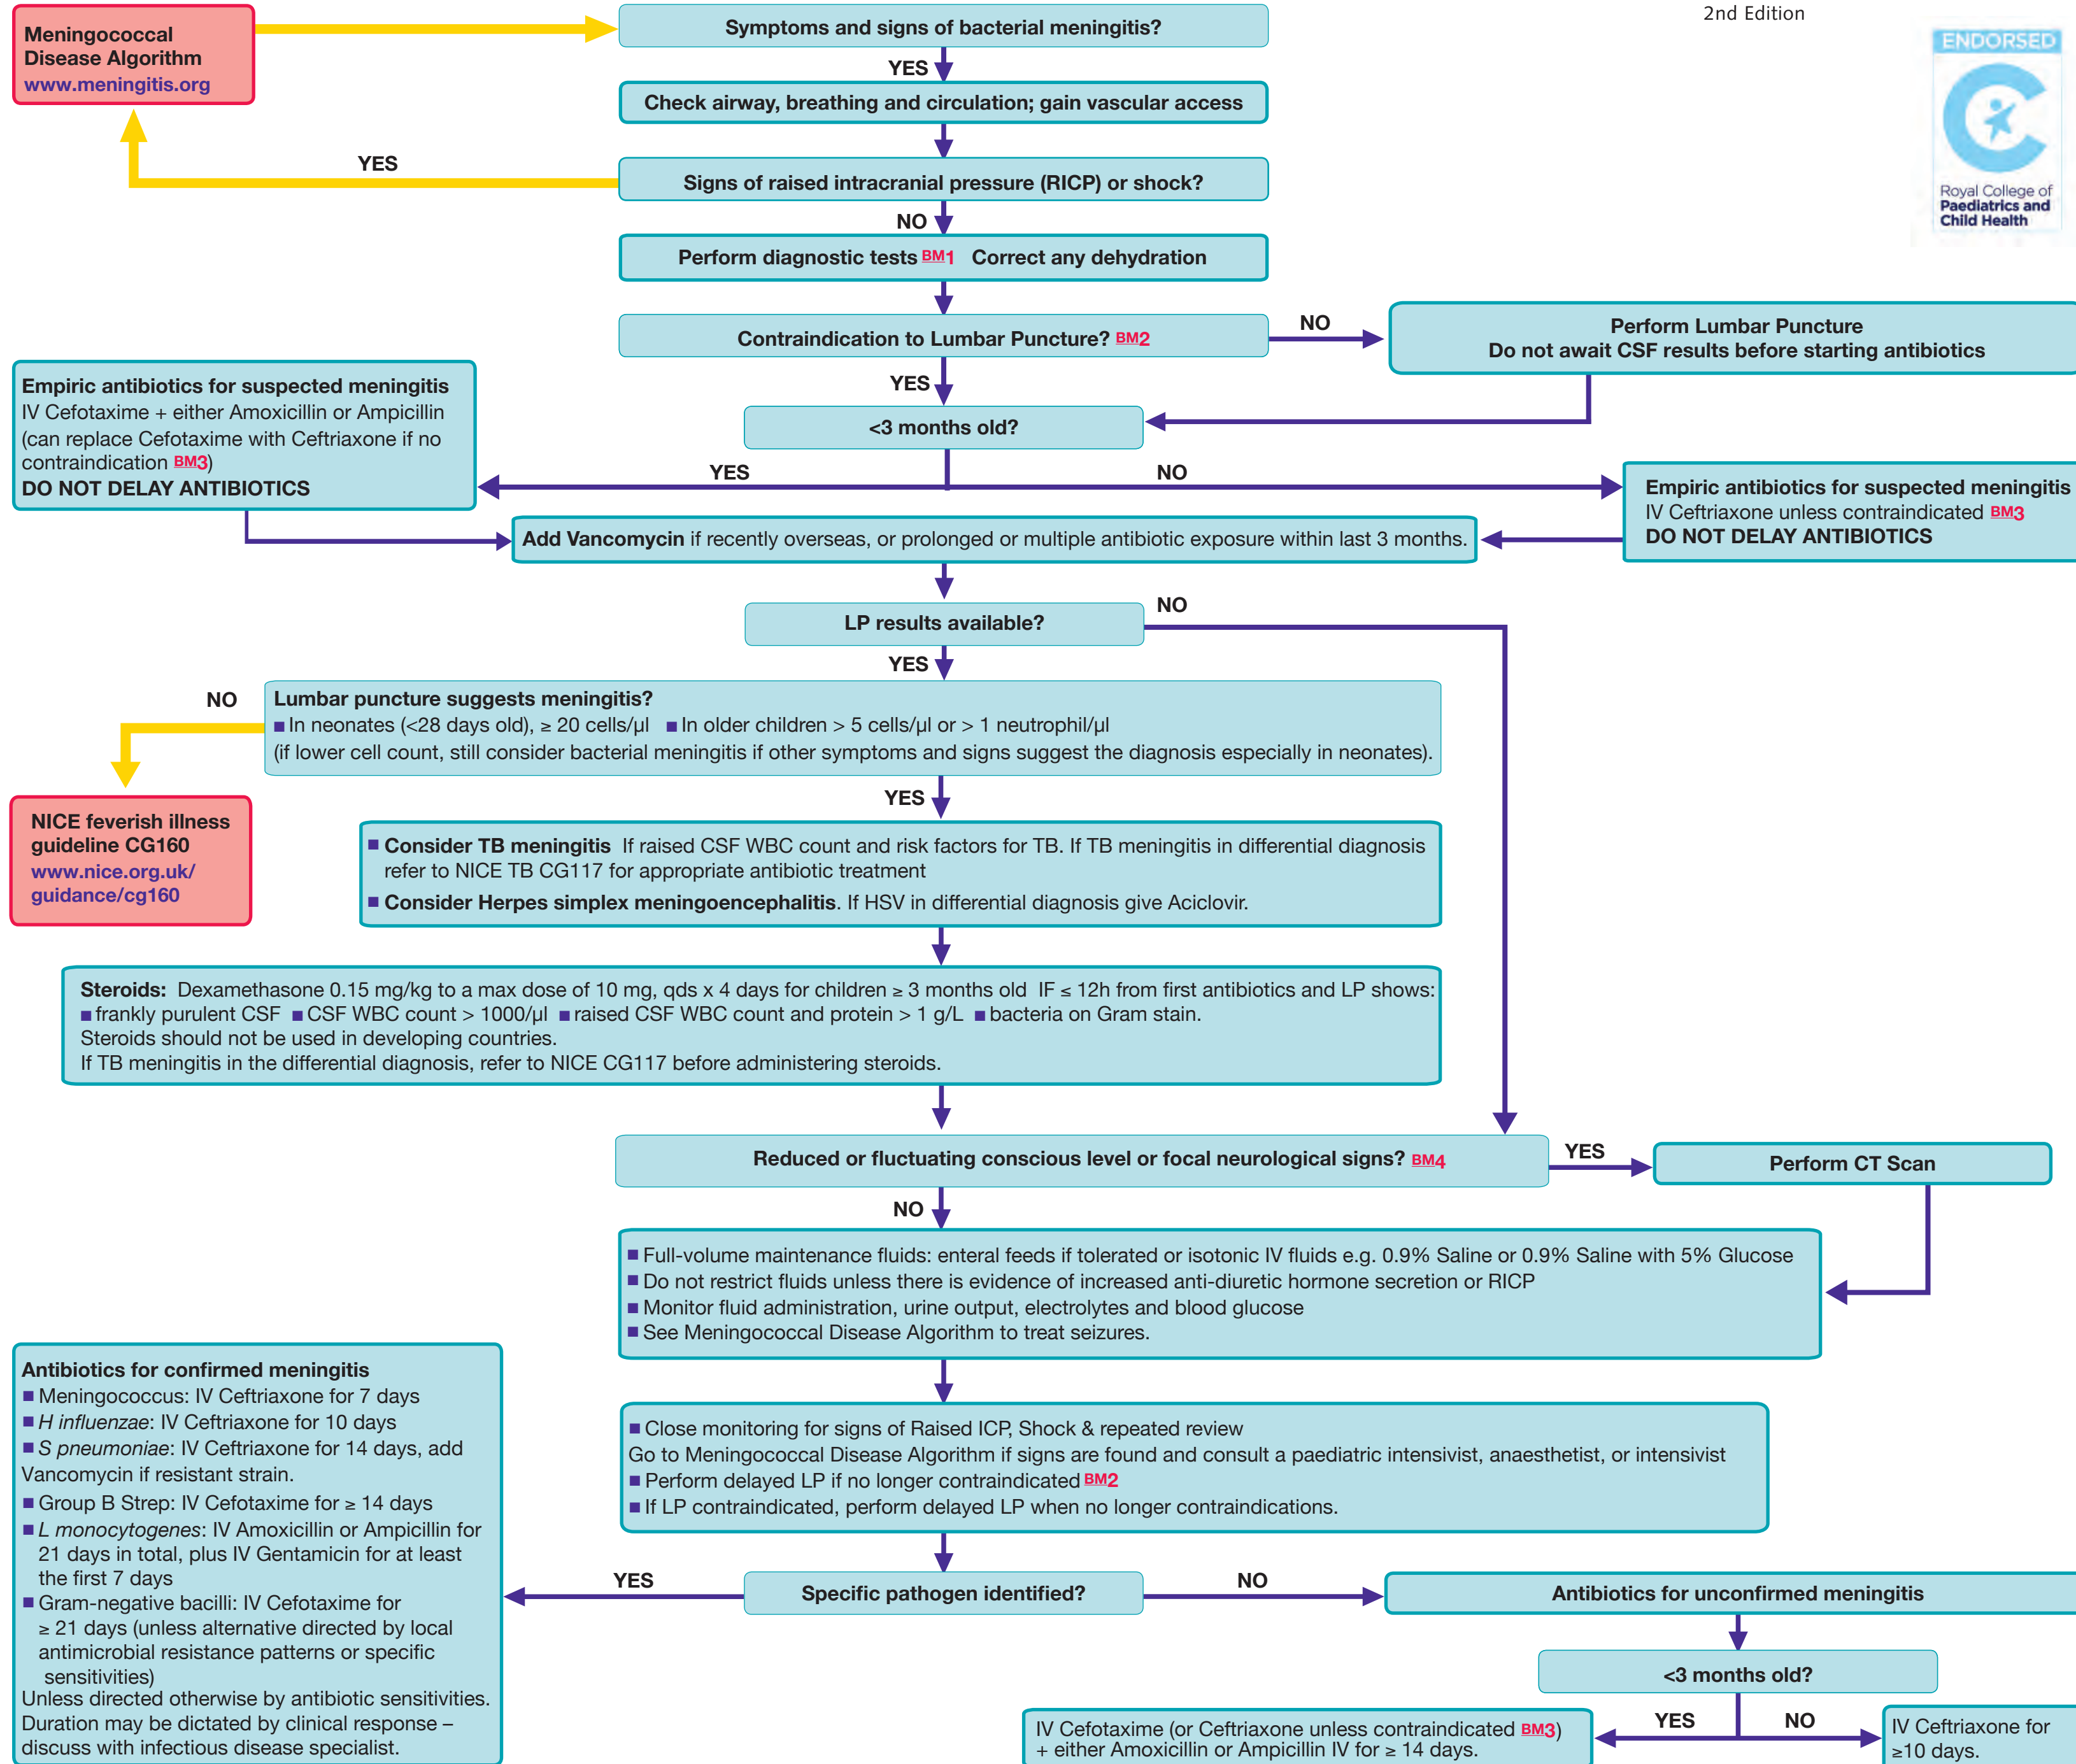 2nd Edition
ENDORSED
Royal College of
Paediatrics and
Child Health
Meningococcal
Disease Algorithm
www.meningitis.org
Symptoms and signs of bacterial meningitis?
YES
Check airway, breathing and circulation; gain vascular access
YES
Signs of raised intracranial pressure (RICP) or shock?
NO
Perform diagnostic tests BM1 Correct any dehydration
Contraindication to Lumbar Puncture? BM2
NO
Perform Lumbar Puncture
Do not await CSF results before starting antibiotics
YES
<3 months old?
YES
NO
Empiric antibiotics for suspected meningitis
IV Cefotaxime + either Amoxicillin or Ampicillin
(can replace Cefotaxime with Ceftriaxone if no
contraindication BM3)
DO NOT DELAY ANTIBIOTICS
Empiric antibiotics for suspected meningitis
IV Ceftriaxone unless contraindicated BM3
DO NOT DELAY ANTIBIOTICS
Add Vancomycin if recently overseas, or prolonged or multiple antibiotic exposure within last 3 months.
LP results available?
NO
YES
NO
Lumbar puncture suggests meningitis?
■ In neonates (<28 days old), ≥ 20 cells/µl ■ In older children > 5 cells/µl or > 1 neutrophil/µl
(if lower cell count, still consider bacterial meningitis if other symptoms and signs suggest the diagnosis especially in neonates).
YES
NICE feverish illness
guideline CG160
www.nice.org.uk/
guidance/cg160
■ Consider TB meningitis If raised CSF WBC count and risk factors for TB. If TB meningitis in differential diagnosis
refer to NICE TB CG117 for appropriate antibiotic treatment
■ Consider Herpes simplex meningoencephalitis. If HSV in differential diagnosis give Aciclovir.
Steroids: Dexamethasone 0.15 mg/kg to a max dose of 10 mg, qds x 4 days for children ≥ 3 months old IF ≤ 12h from first antibiotics and LP shows:
■ frankly purulent CSF ■ CSF WBC count > 1000/µl ■ raised CSF WBC count and protein > 1 g/L ■ bacteria on Gram stain.
Steroids should not be used in developing countries.
If TB meningitis in the differential diagnosis, refer to NICE CG117 before administering steroids.
Reduced or fluctuating conscious level or focal neurological signs? BM4
YES
Perform CT Scan
NO
■ Full-volume maintenance fluids: enteral feeds if tolerated or isotonic IV fluids e.g. 0.9% Saline or 0.9% Saline with 5% Glucose
■ Do not restrict fluids unless there is evidence of increased anti-diuretic hormone secretion or RICP
■ Monitor fluid administration, urine output, electrolytes and blood glucose
■ See Meningococcal Disease Algorithm to treat seizures.
■ Close monitoring for signs of Raised ICP, Shock & repeated review
Go to Meningococcal Disease Algorithm if signs are found and consult a paediatric intensivist, anaesthetist, or intensivist
■ Perform delayed LP if no longer contraindicated BM2
■ If LP contraindicated, perform delayed LP when no longer contraindications.
Specific pathogen identified?
YES
NO
Antibiotics for confirmed meningitis
■ Meningococcus: IV Ceftriaxone for 7 days
■ H influenzae: IV Ceftriaxone for 10 days
■ S pneumoniae: IV Ceftriaxone for 14 days, add
Vancomycin if resistant strain.
■ Group B Strep: IV Cefotaxime for ≥ 14 days
■ L monocytogenes: IV Amoxicillin or Ampicillin for
21 days in total, plus IV Gentamicin for at least
the first 7 days
■ Gram-negative bacilli: IV Cefotaxime for
≥ 21 days (unless alternative directed by local
antimicrobial resistance patterns or specific
sensitivities)
Unless directed otherwise by antibiotic sensitivities.
Duration may be dictated by clinical response –
discuss with infectious disease specialist.
Antibiotics for unconfirmed meningitis
<3 months old?
YES
NO
IV Cefotaxime (or Ceftriaxone unless contraindicated BM3)
+ either Amoxicillin or Ampicillin IV for ≥ 14 days.
IV Ceftriaxone for
≥10 days.